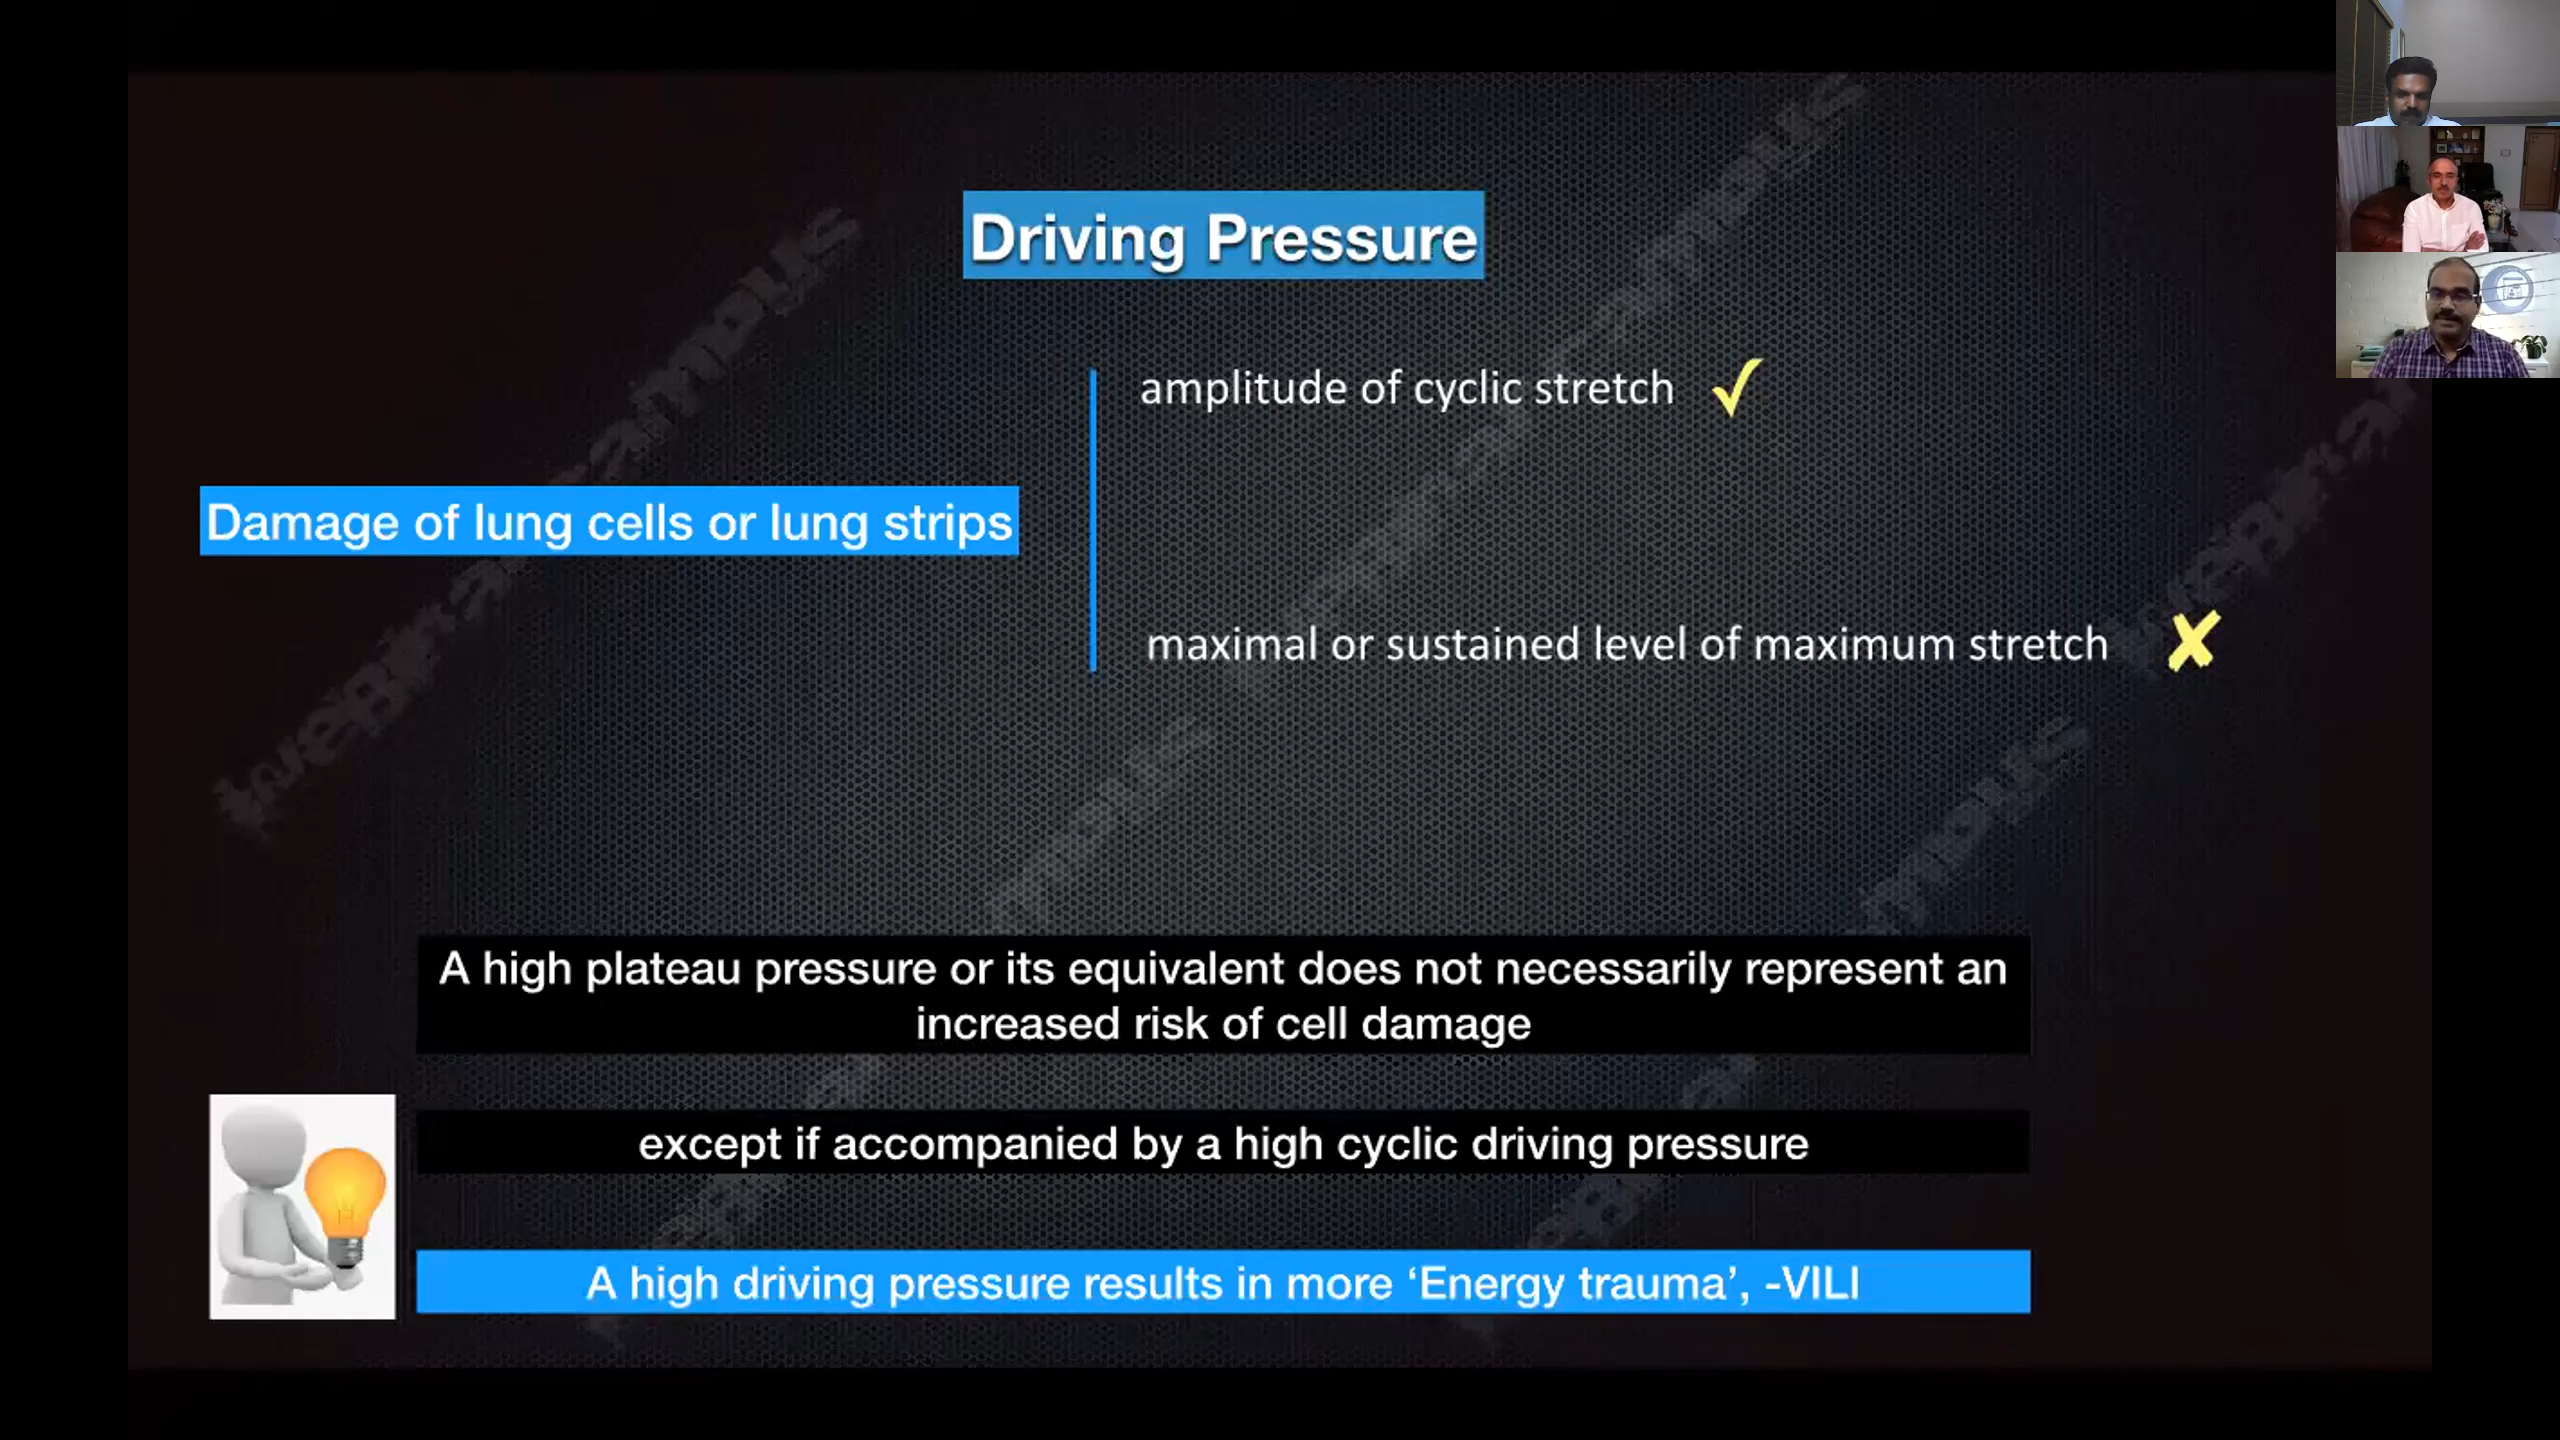 Driving Pressure
amplitude of cyclic stretch ✓
Damage of lung cells or lung strips
maximal or sustained level of maximum stretch ✘
A high plateau pressure or its equivalent does not necessarily represent an
increased risk of cell damage
except if accompanied by a high cyclic driving pressure
A high driving pressure results in more ‘Energy trauma’, -VILI